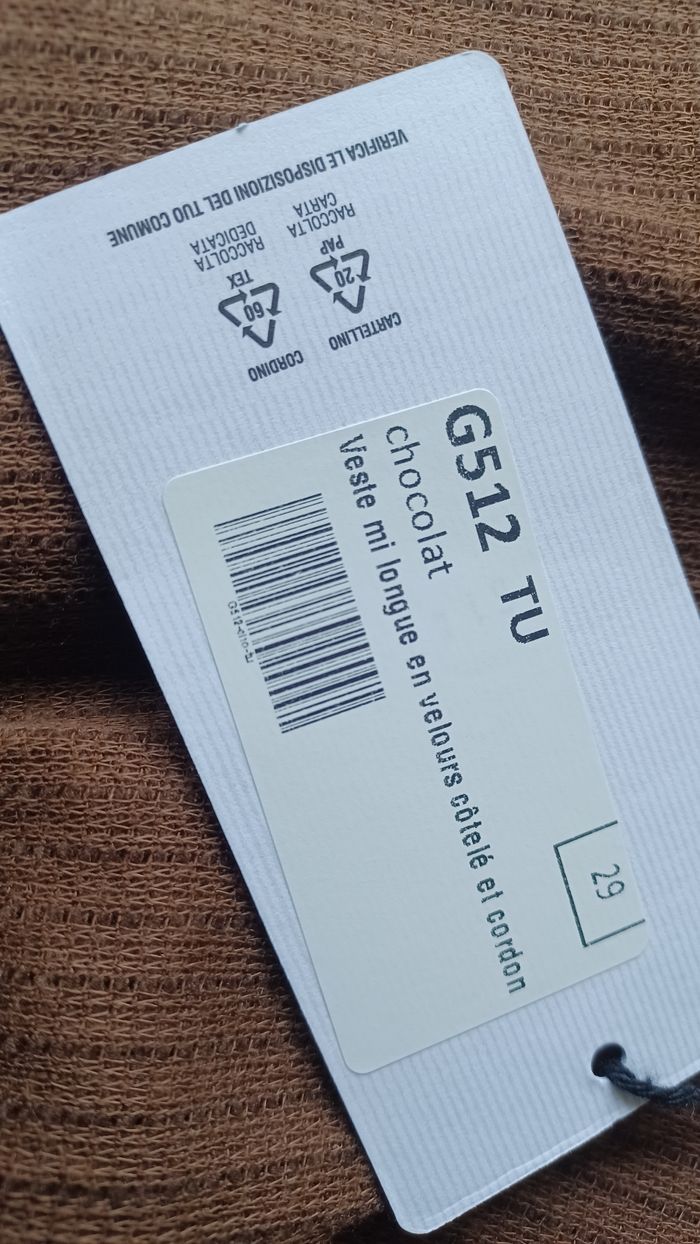 G512 TU
chocolat
Veste mi longue en velours côtelé et cordon
29
CORDINO
60
TEX
RACCOLTA
DEDICATA
CARTELLINO
20
PAP
RACCOLTA
CARTA
VERIFICA LE DISPOSIZIONI DEL TUO COMUNE